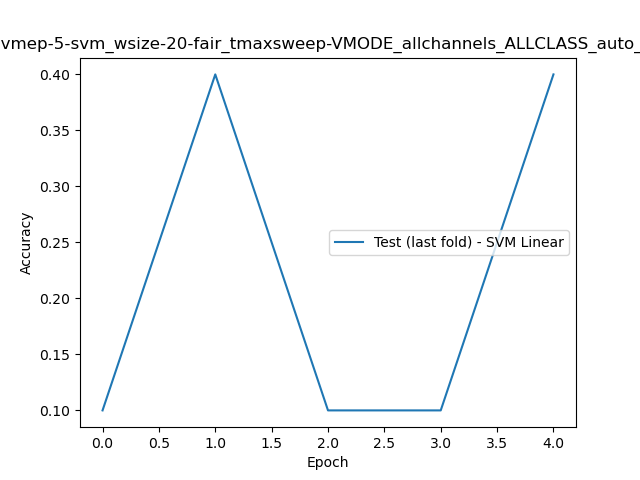 vmep-5-svm_wsize-20-fair_tmaxsweep-VMODE_allchannels_ALLCLASS_auto_
0.40
0.35
0.30
0.25
0.20
0.15
0.10
Accuracy
Test (last fold) - SVM Linear
0.0 0.5 1.0 1.5 2.0 2.5 3.0 3.5 4.0
Epoch